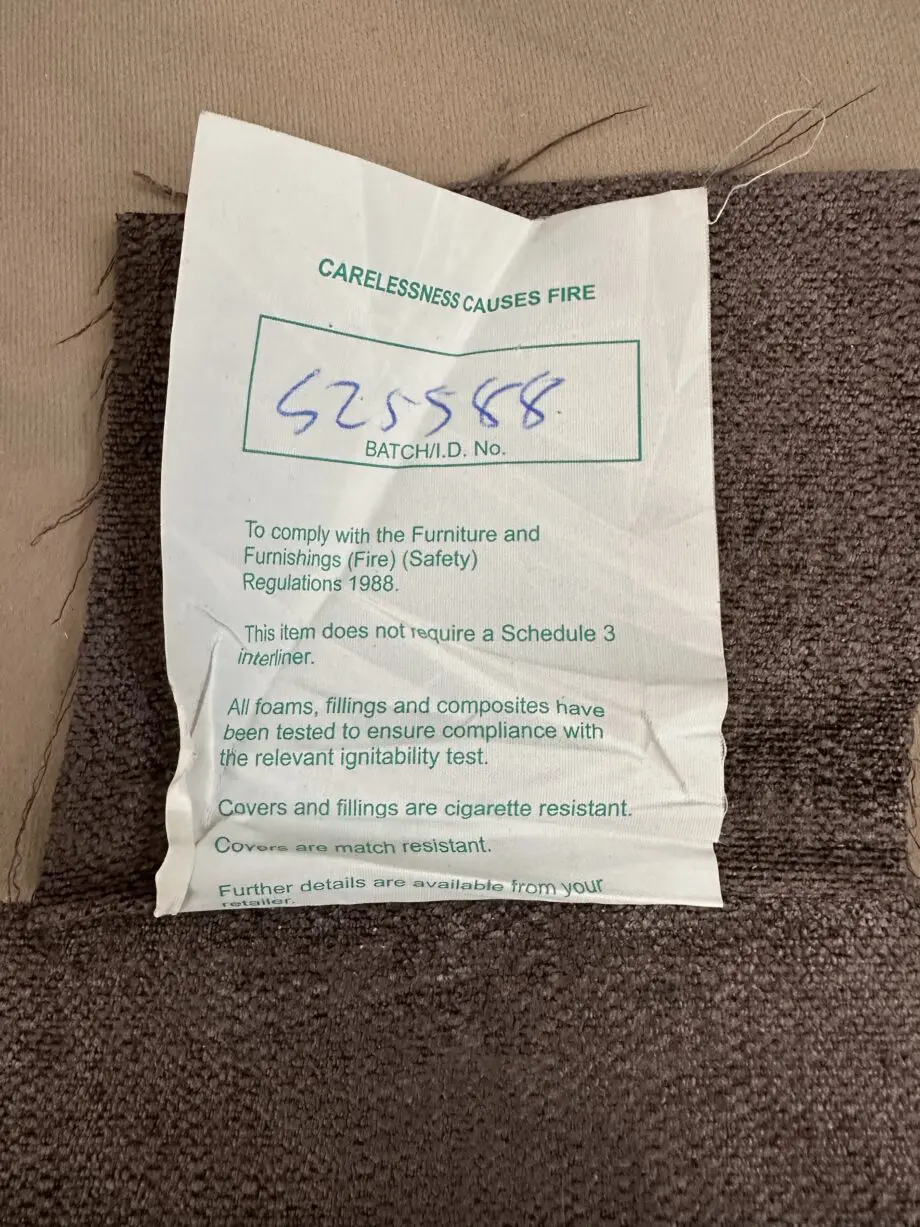 CARELESSNESS CAUSES FIRE
525588
BATCH/I.D. No.
To comply with the Furniture and
Furnishings (Fire) (Safety)
Regulations 1988.
This item does not require a Schedule 3
interliner.
All foams, fillings and composites have
been tested to ensure compliance with
the relevant ignitability test.
Covers and fillings are cigarette resistant.
Covers are match resistant.
Further details are available from your
retailer.